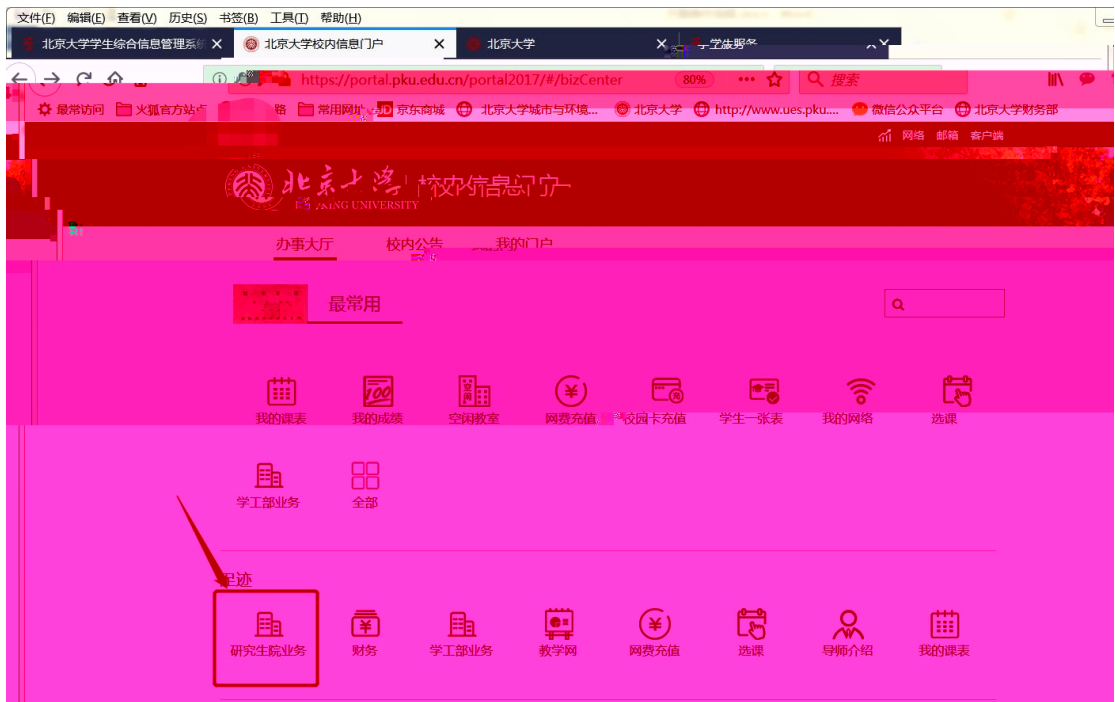 文件(F) 编辑(E) 查看(V) 历史(S) 书签(B) 工具(T) 帮助(H)
北京大学学生综合信息管理系统 北京大学校内信息门户 北京大学
https://portal.pku.edu.cn/portal2017/#/bizCenter 80% 搜索
最常访问 火狐官方站点 常用网址 JD 京东商城 北京大学城市与环境... 北京大学 http://www.ues.pku.... 微信公众平台 北京大学财务部
网络 邮箱 客户端
北京大学 校内信息门户
PEKING UNIVERSITY
办事大厅 校内公告 我的门户
最常用
我的课表 我的成绩 空闲教室 网费充值 校园卡充值 学生一张表 我的网络 选课
学工部业务 全部
足迹
研究生院业务 财务 学工部业务 教学网 网费充值 选课 导师介绍 我的课表